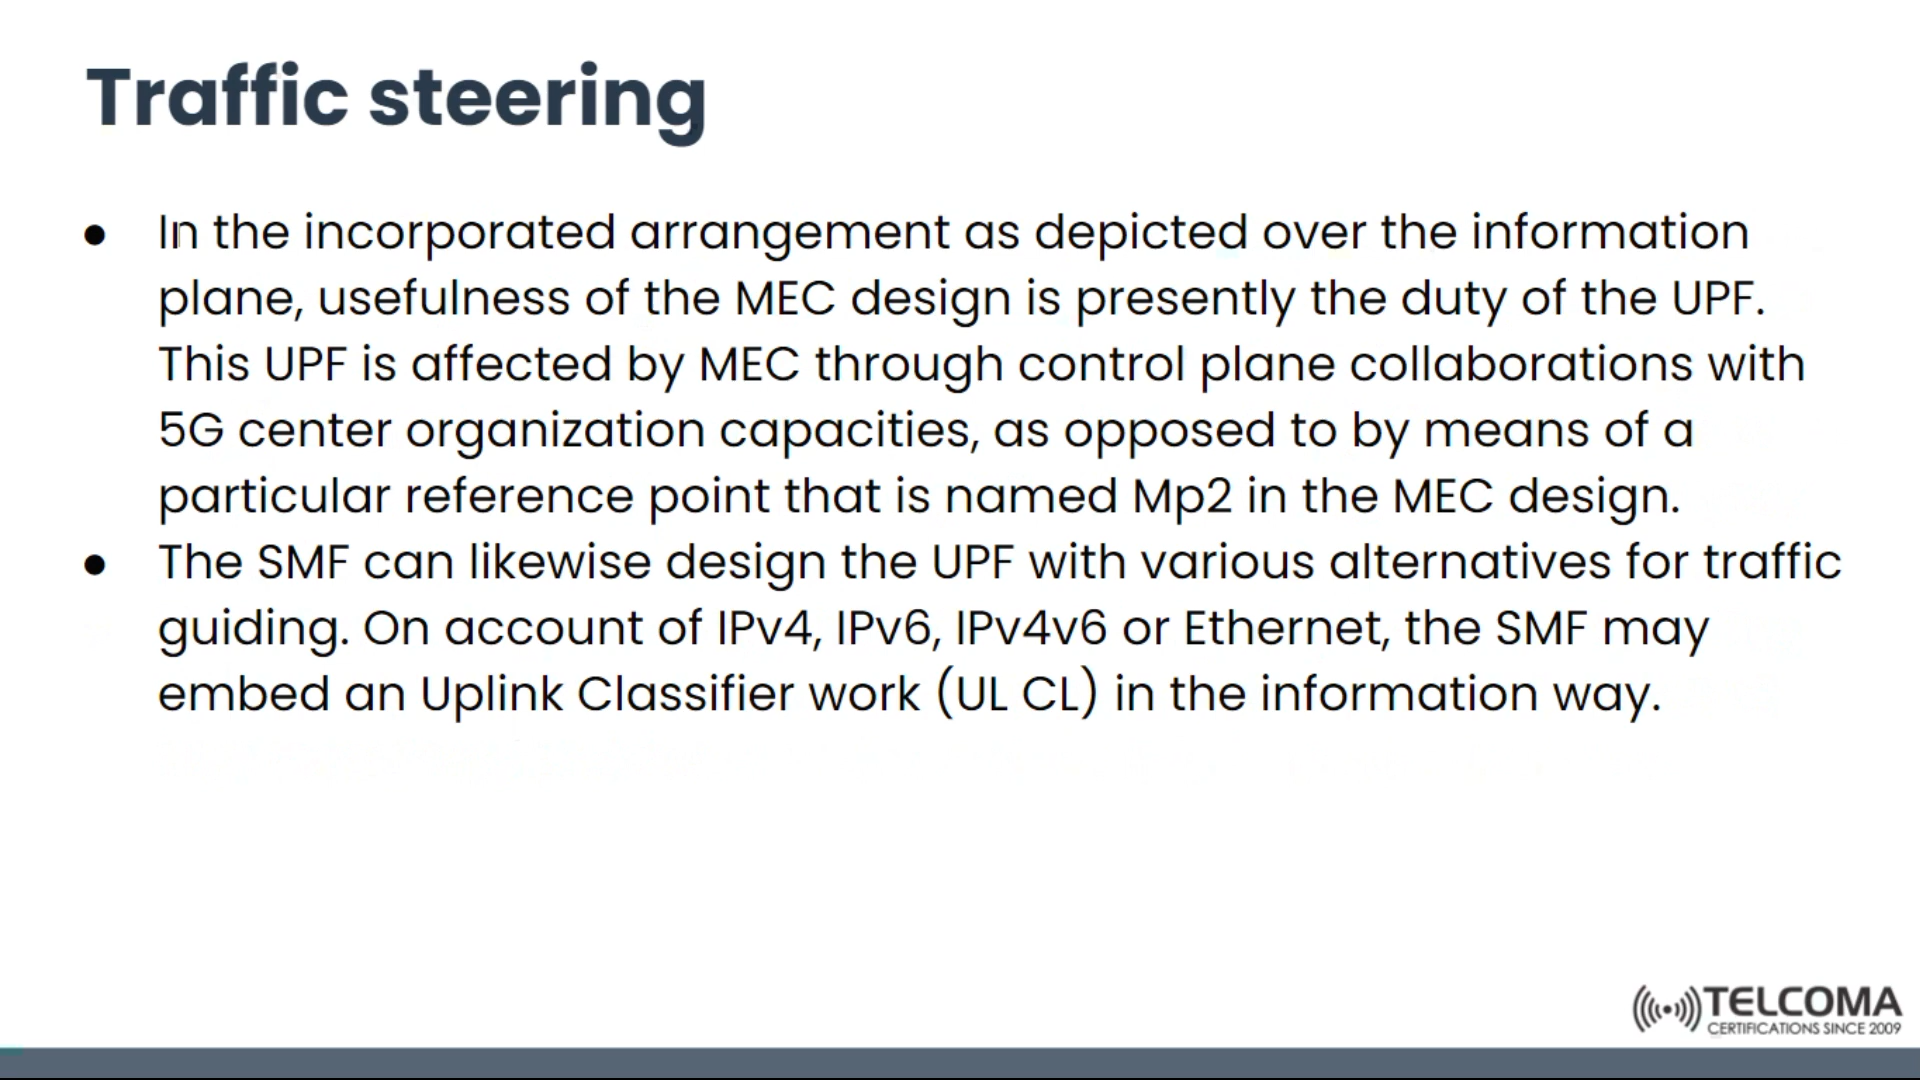 Traffic steering
● In the incorporated arrangement as depicted over the information
plane, usefulness of the MEC design is presently the duty of the UPF.
This UPF is affected by MEC through control plane collaborations with
5G center organization capacities, as opposed to by means of a
particular reference point that is named Mp2 in the MEC design.
● The SMF can likewise design the UPF with various alternatives for traffic
guiding. On account of IPv4, IPv6, IPv4v6 or Ethernet, the SMF may
embed an Uplink Classifier work (UL CL) in the information way.
TELCOMA
CERTIFICATIONS SINCE 2009